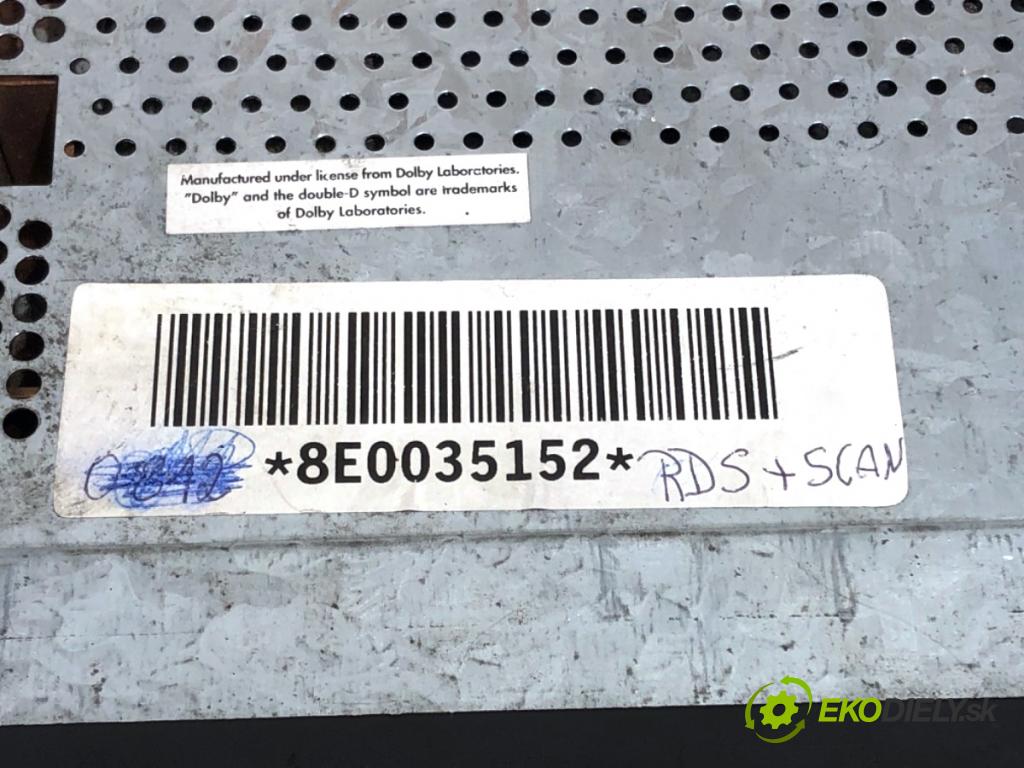 Manufactured under license from Dolby Laboratories.
"Dolby" and the double-D symbol are trademarks
of Dolby Laboratories.
*8E0035152* RDS + SCAN
EKODIELY.sk